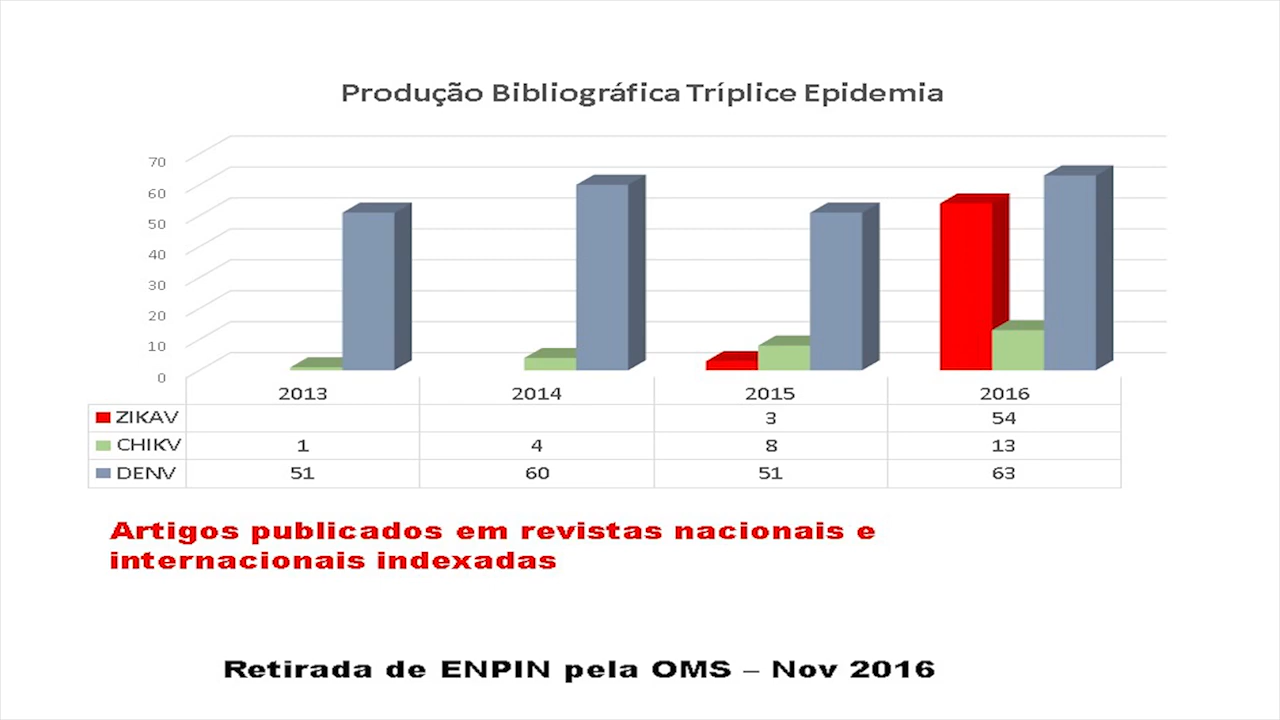 Produção Bibliográfica Tríplice Epidemia
70
60
50
40
30
20
10
0
2013 2014 2015 2016
ZIKAV 3 54
CHIKV 1 4 8 13
DENV 51 60 51 63
Artigos publicados em revistas nacionais e
internacionais indexadas
Retirada de ENPIN pela OMS – Nov 2016